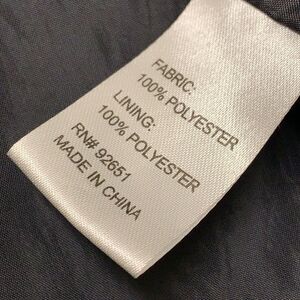 FABRIC:
100% POLYESTER
LINING:
100% POLYESTER
RN# 92651
MADE IN CHINA